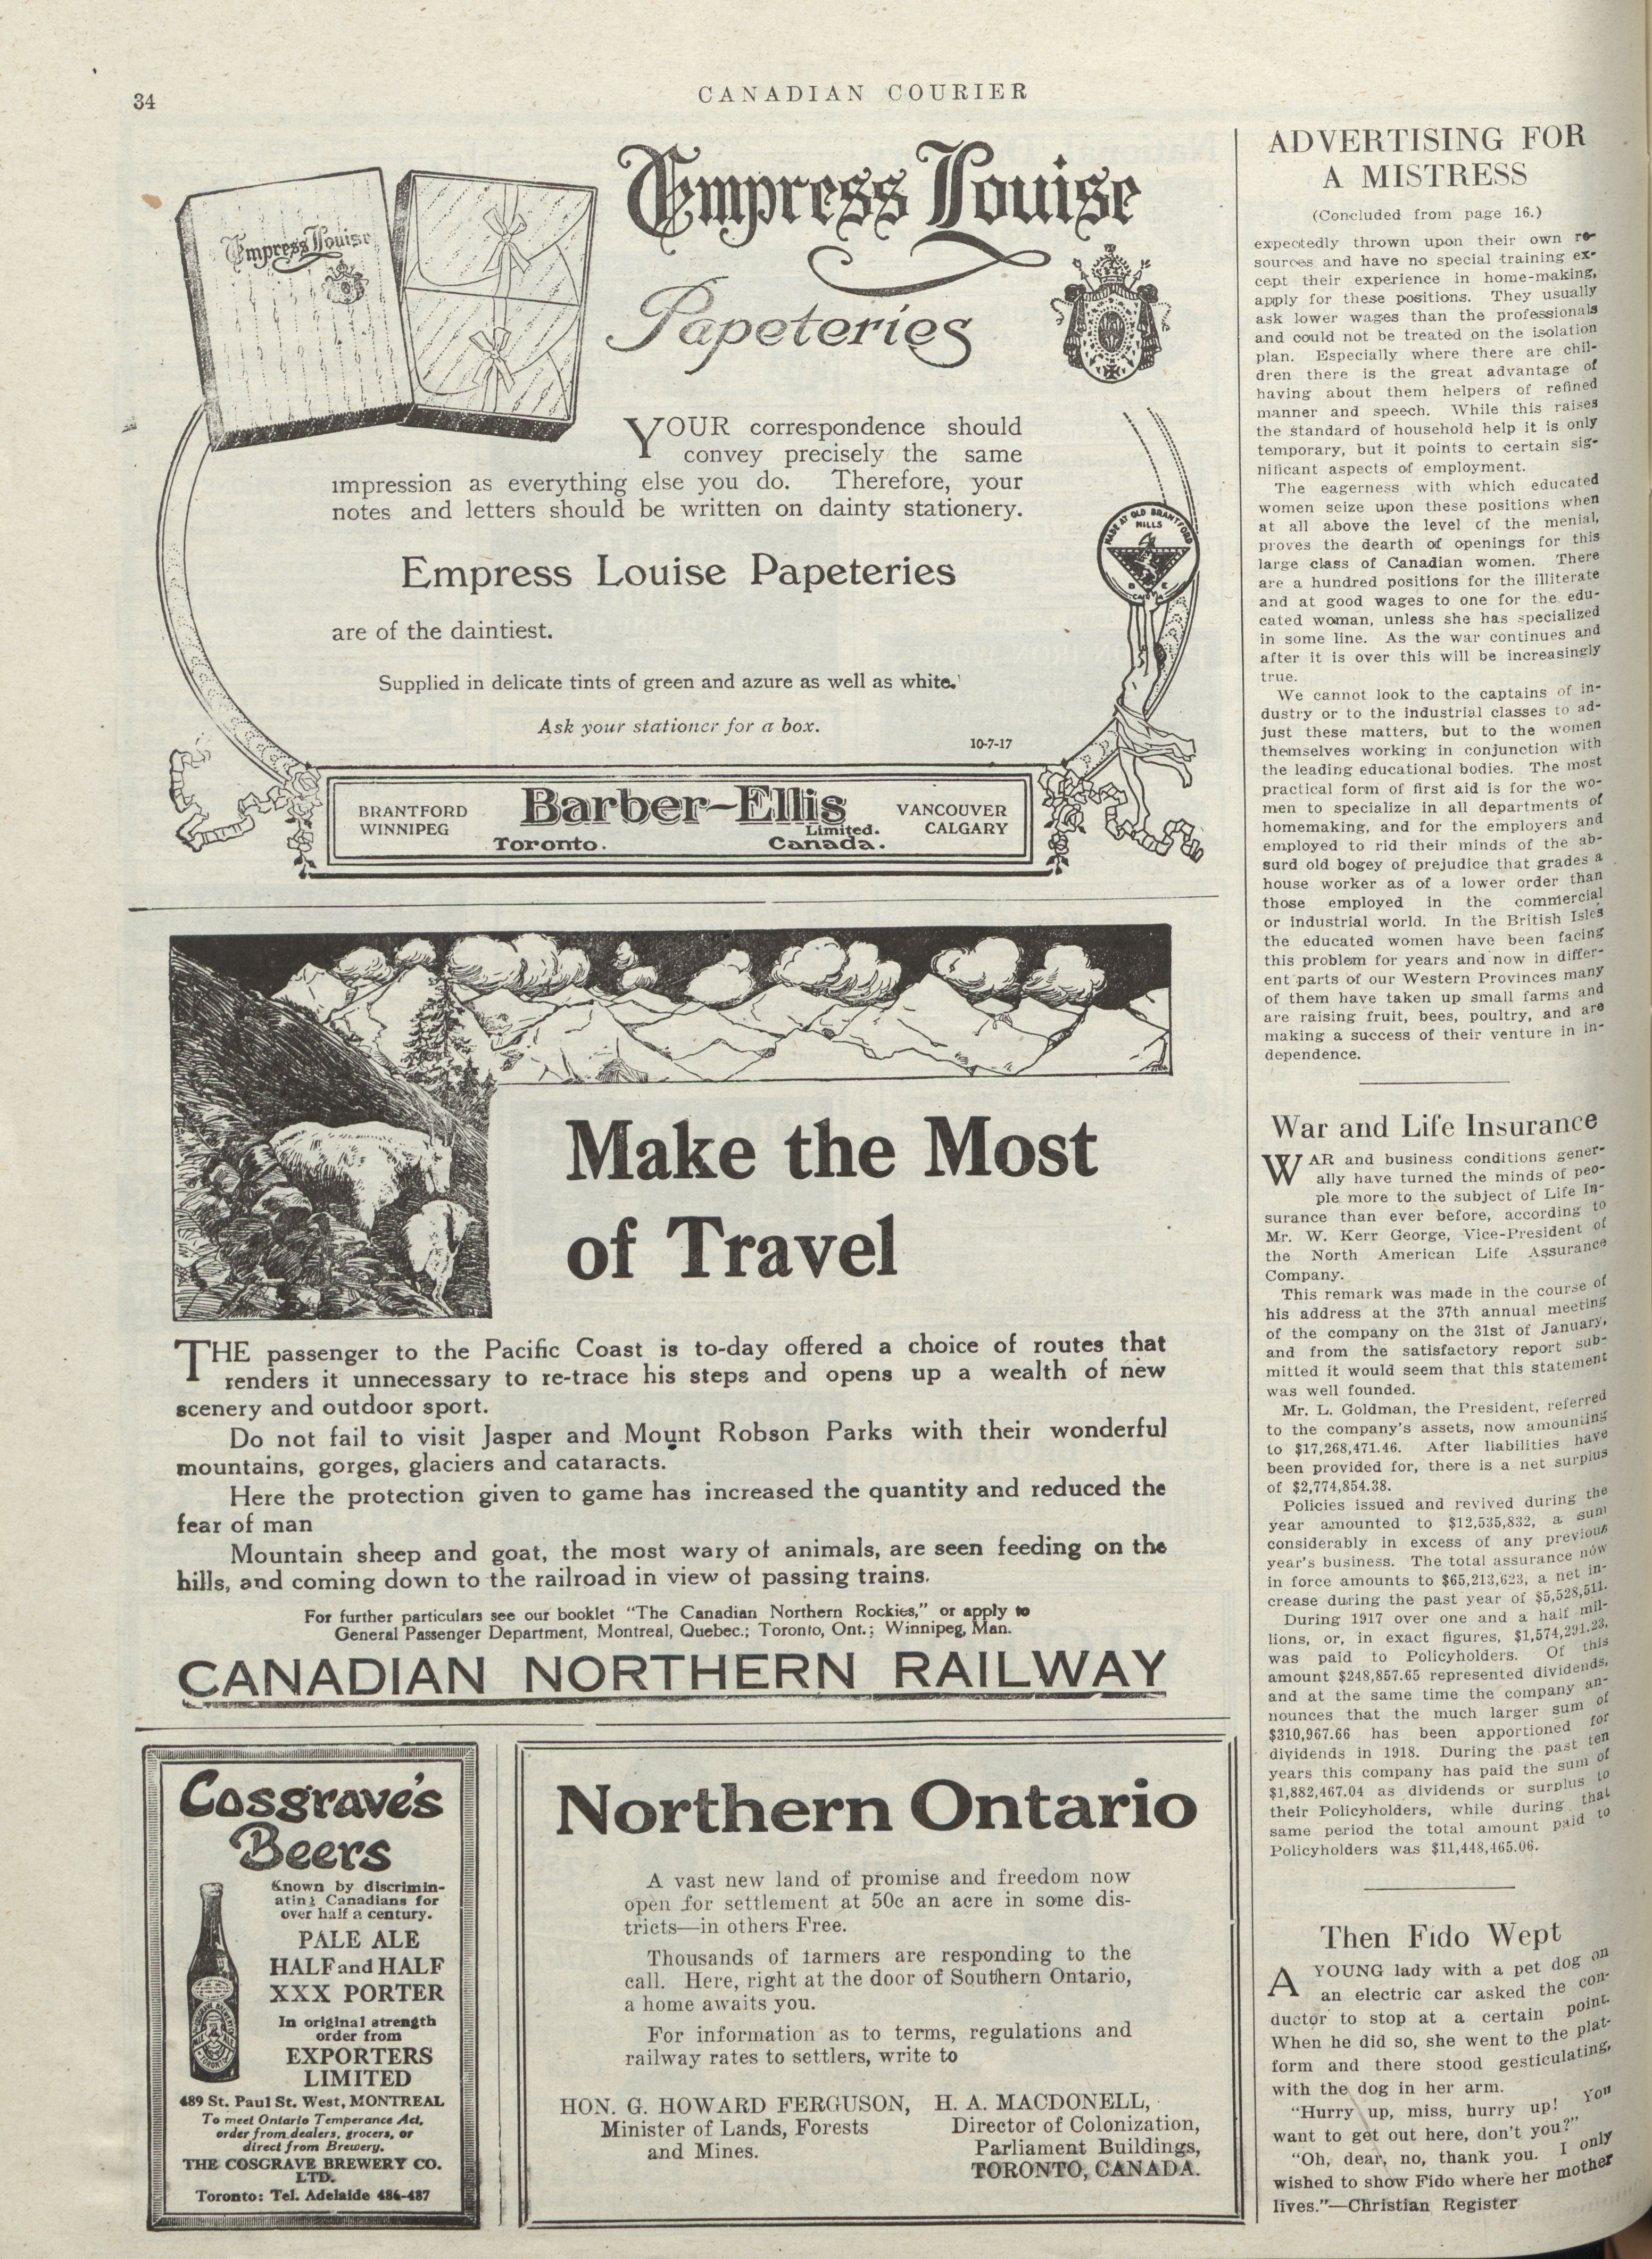 34
CANADIAN COURIER
Empress Louise
Papeteries
Empress Louise
YOUR correspondence should
convey precisely the same
impression as everything else you do. Therefore, your
notes and letters should be written on dainty stationery.
Empress Louise Papeteries
are of the daintiest.
Supplied in delicate tints of green and azure as well as white.
Ask your stationer for a box.
10-7-17
MADE AT OLD BRANTFORD
MILLS
BRANTFORD
WINNIPEG
Barber-Ellis
Limited.
Toronto. Canada.
VANCOUVER
CALGARY
Make the Most
of Travel
THE passenger to the Pacific Coast is to-day offered a choice of routes that
renders it unnecessary to re-trace his steps and opens up a wealth of new
scenery and outdoor sport.
Do not fail to visit Jasper and Mount Robson Parks with their wonderful
mountains, gorges, glaciers and cataracts.
Here the protection given to game has increased the quantity and reduced the
fear of man
Mountain sheep and goat, the most wary of animals, are seen feeding on the
hills, and coming down to the railroad in view of passing trains.
For further particulars see our booklet "The Canadian Northern Rockies," or apply to
General Passenger Department, Montreal, Quebec.; Toronto, Ont.; Winnipeg, Man.
CANADIAN NORTHERN RAILWAY
Cosgrave's
Beers
Known by discrimin-
ating Canadians for
over half a century.
PALE ALE
HALF and HALF
XXX PORTER
In original strength
order from
EXPORTERS
LIMITED
489 St. Paul St. West, MONTREAL
To meet Ontario Temperance Act,
order from dealers, grocers, or
direct from Brewery.
THE COSGRAVE BREWERY CO.
LTD.
Toronto: Tel. Adelaide 486-487
Northern Ontario
A vast new land of promise and freedom now
open for settlement at 50c an acre in some dis-
tricts—in others Free.
Thousands of farmers are responding to the
call. Here, right at the door of Southern Ontario,
a home awaits you.
For information as to terms, regulations and
railway rates to settlers, write to
HON. G. HOWARD FERGUSON,
Minister of Lands, Forests
and Mines.
H. A. MACDONELL,
Director of Colonization,
Parliament Buildings,
TORONTO, CANADA.
ADVERTISING FOR
A MISTRESS
(Concluded from page 16.)
expectedly thrown upon their own re-
sources and have no special training ex-
cept their experience in home-making,
apply for these positions. They usually
ask lower wages than the professionals
and could not be treated on the isolation
plan. Especially where there are chil-
dren there is the great advantage of
having about them helpers of refined
manner and speech. While this raises
the standard of household help it is only
temporary, but it points to certain sig-
nificant aspects of employment.
The eagerness with which educated
women seize upon these positions when
at all above the level of the menial,
proves the dearth of openings for this
large class of Canadian women. There
are a hundred positions for the illiterate
and at good wages to one for the edu-
cated woman, unless she has specialized
in some line. As the war continues and
after it is over this will be increasingly
true.
We cannot look to the captains of in-
dustry or to the industrial classes to ad-
just these matters, but to the women
themselves working in conjunction with
the leading educational bodies. The most
practical form of first aid is for the wo-
men to specialize in all departments of
homemaking, and for the employers and
employed to rid their minds of the ab-
surd old bogey of prejudice that grades a
house worker as of a lower order than
those employed in the commercial
or industrial world. In the British Isles
the educated women have been facing
this problem for years and now in differ-
ent parts of our Western Provinces many
of them have taken up small farms and
are raising fruit, bees, poultry, and are
making a success of their venture in in-
dependence.
War and Life Insurance
WAR and business conditions gener-
ally have turned the minds of peo-
ple more to the subject of Life In-
surance than ever before, according to
Mr. W. Kerr George, Vice-President of
the North American Life Assurance
Company.
This remark was made in the course of
his address at the 37th annual meeting
of the company on the 31st of January,
and from the satisfactory report sub-
mitted it would seem that this statement
was well founded.
Mr. L. Goldman, the President, referred
to the company's assets, now amounting
to $17,268,471.46. After liabilities have
been provided for, there is a net surplus
of $2,774,854.38.
Policies issued and revived during the
year amounted to $12,535,832, a sum
considerably in excess of any previous
year's business. The total assurance now
in force amounts to $65,213,623, a net in-
crease during the past year of $5,528,511.
During 1917 over one and a half mil-
lions, or, in exact figures, $1,574,291.23,
was paid to Policyholders. Of this
amount $248,857.65 represented dividends,
and at the same time the company an-
nounces that the much larger sum of
$310,967.66 has been apportioned for
dividends in 1918. During the past ten
years this company has paid the sum of
$1,882,467.04 as dividends or surplus to
their Policyholders, while during that
same period the total amount paid to
Policyholders was $11,448,465.06.
Then Fido Wept
A YOUNG lady with a pet dog on
an electric car asked the con-
ductor to stop at a certain point.
When he did so, she went to the plat-
form and there stood gesticulating,
with the dog in her arm.
"Hurry up, miss, hurry up! You
want to get out here, don't you?"
"Oh, dear, no, thank you. I only
wished to show Fido where her mother
lives."—Christian Register